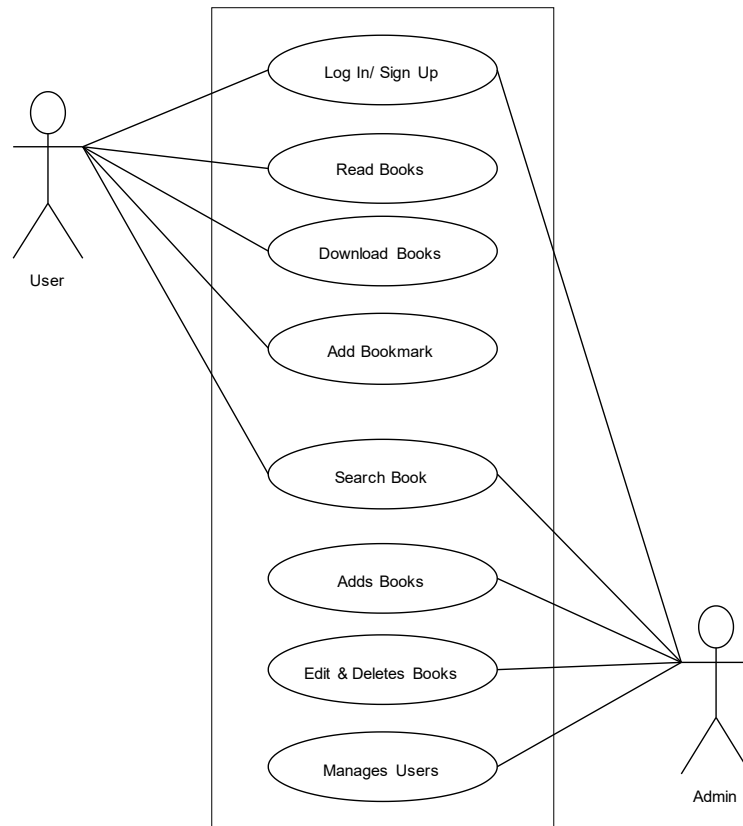 Log In/ Sign Up
Read Books
Download Books
User
Add Bookmark
Search Book
Adds Books
Edit & Deletes Books
Manages Users
Admin